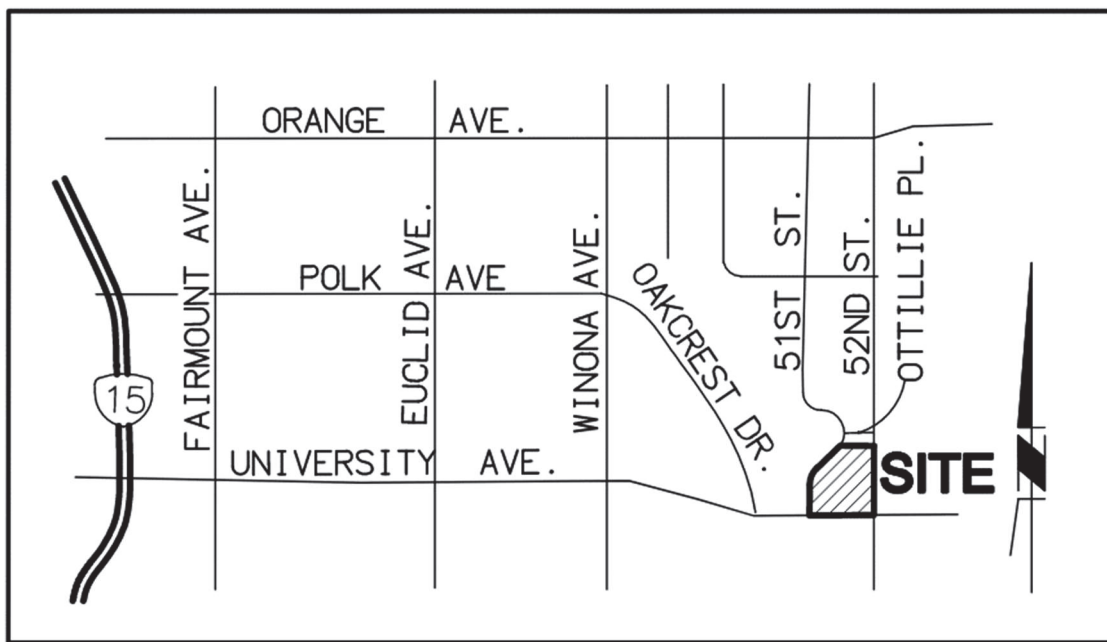 ORANGE AVE.
FAIRMOUNT AVE.
POLK AVE
EUCLID AVE.
WINONA AVE.
OAKCREST DR.
51ST ST.
52ND ST.
OTTILLIE PL.
15
UNIVERSITY AVE.
SITE
N